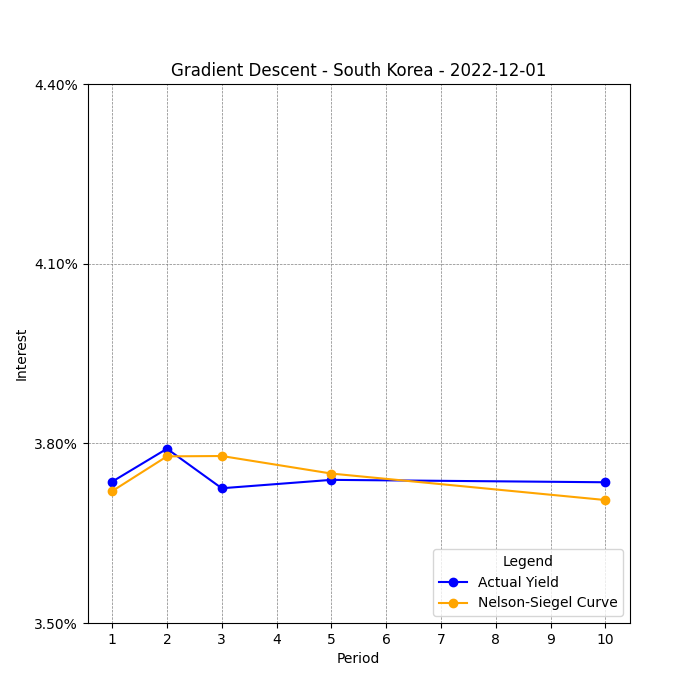 Gradient Descent - South Korea - 2022-12-01
4.40%
4.10%
3.80%
3.50%
Interest
1 2 3 4 5 6 7 8 9 10
Period
Legend
Actual Yield
Nelson-Siegel Curve